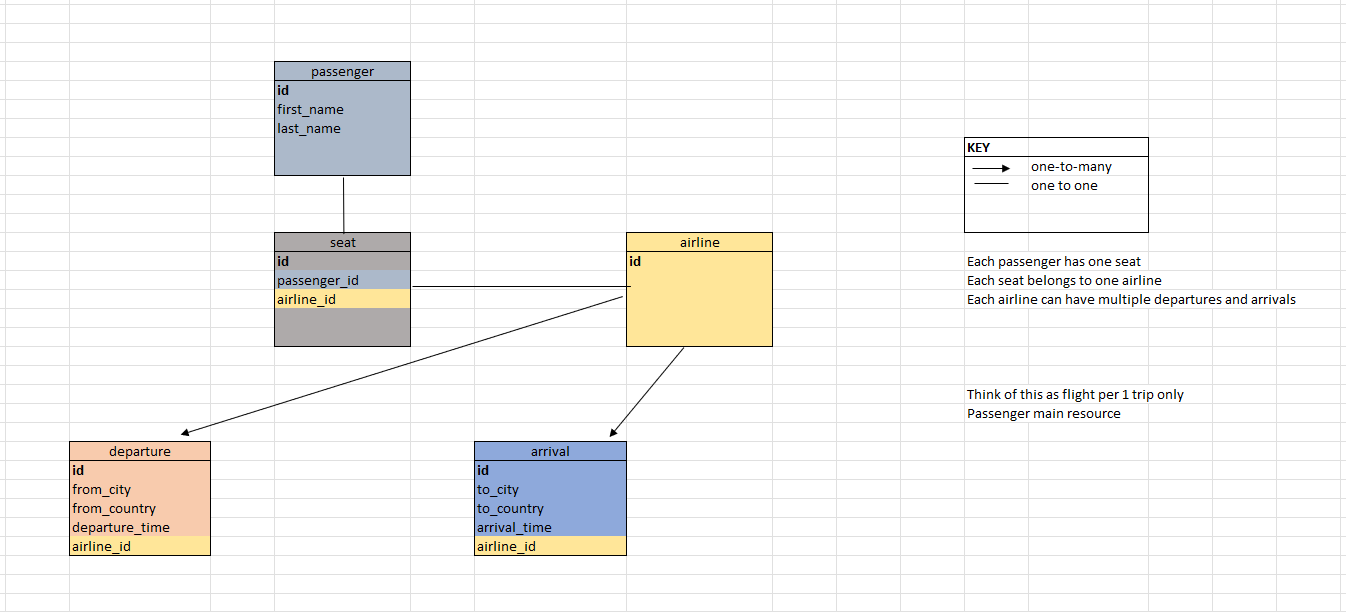 passenger
id
first_name
last_name
KEY
one-to-many
one to one
seat
id
passenger_id
airline_id
airline
id
Each passenger has one seat
Each seat belongs to one airline
Each airline can have multiple departures and arrivals
Think of this as flight per 1 trip only
Passenger main resource
departure
id
from_city
from_country
departure_time
airline_id
arrival
id
to_city
to_country
arrival_time
airline_id